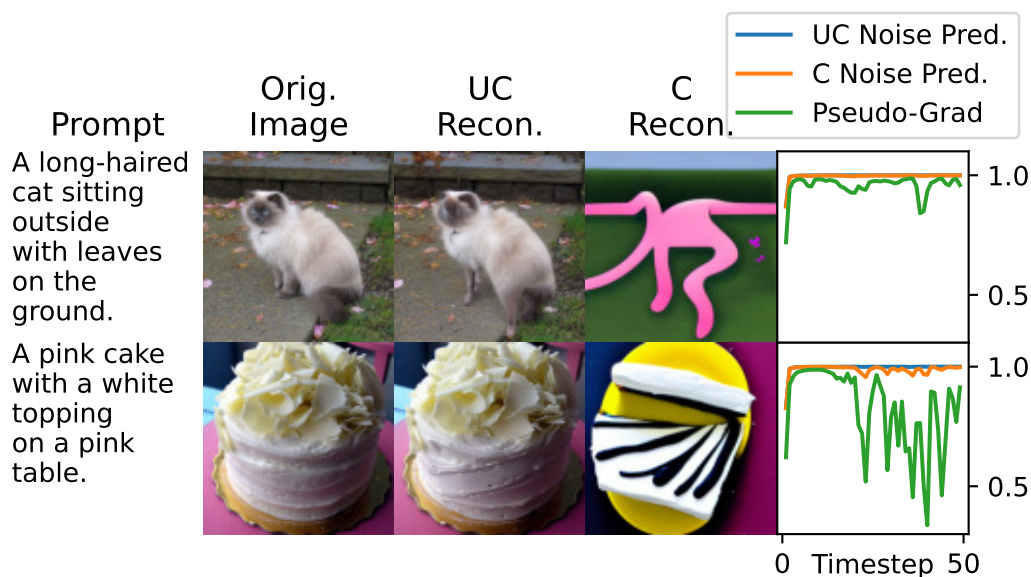 UC Noise Pred.
C Noise Pred.
Pseudo-Grad
Prompt
Orig.
Image
UC
Recon.
C
Recon.
A long-haired
cat sitting
outside
with leaves
on the
ground.
1.0
0.5
A pink cake
with a white
topping
on a pink
table.
1.0
0.5
0 Timestep 50